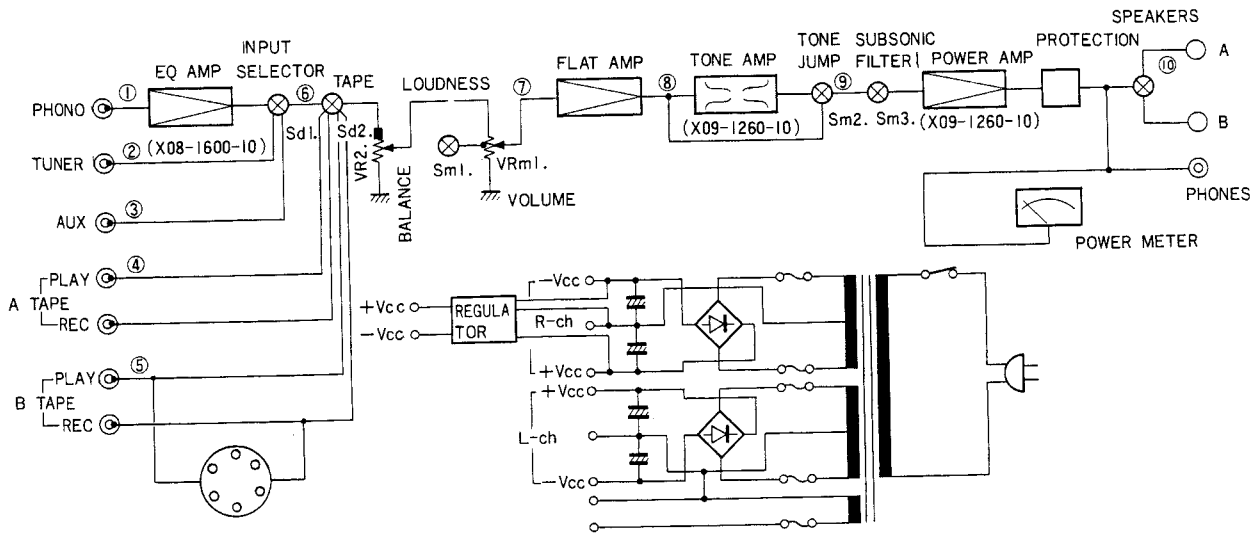 SPEAKERS
INPUT SELECTOR
EQ AMP
TAPE
LOUDNESS
FLAT AMP
TONE AMP
TONE JUMP
SUBSONIC FILTER
POWER AMP
PROTECTION
PHONO
①
⑥
⑦
⑧
⑨
⑩
A
B
(X08-1600-10)
Sd1.
Sd2.
VR2.
BALANCE
Sm1.
VRm1.
VOLUME
(X09-1260-10)
Sm2.
Sm3.
(X09-1260-10)
TUNER
②
PHONES
AUX
③
POWER METER
A TAPE
PLAY
④
REC
B TAPE
PLAY
⑤
REC
+Vcc
-Vcc
REGULA
TOR
-Vcc
R-ch
+Vcc
+Vcc
L-ch
-Vcc